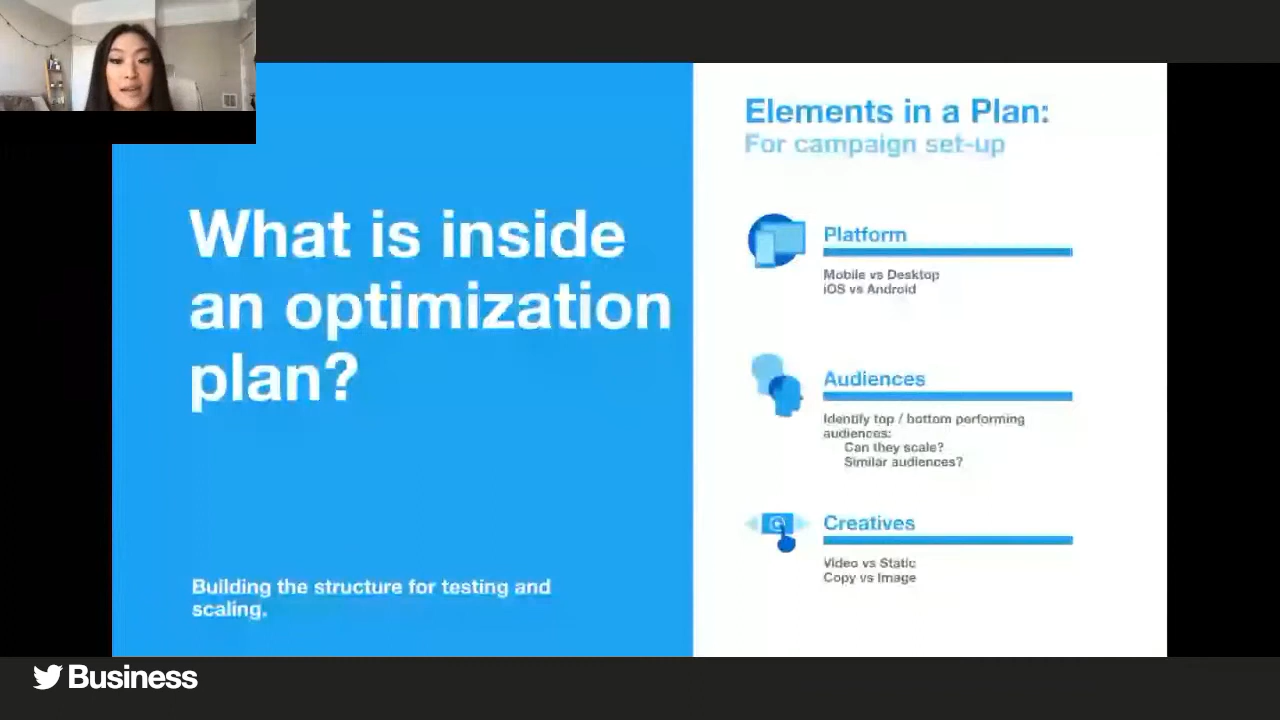 What is inside
an optimization
plan?
Building the structure for testing and
scaling.
Elements in a Plan:
For campaign set-up
Platform
Mobile vs Desktop
iOS vs Android
Audiences
Identify top / bottom performing
audiences:
Can they scale?
Similar audiences?
Creatives
Video vs Static
Copy vs Image
Business